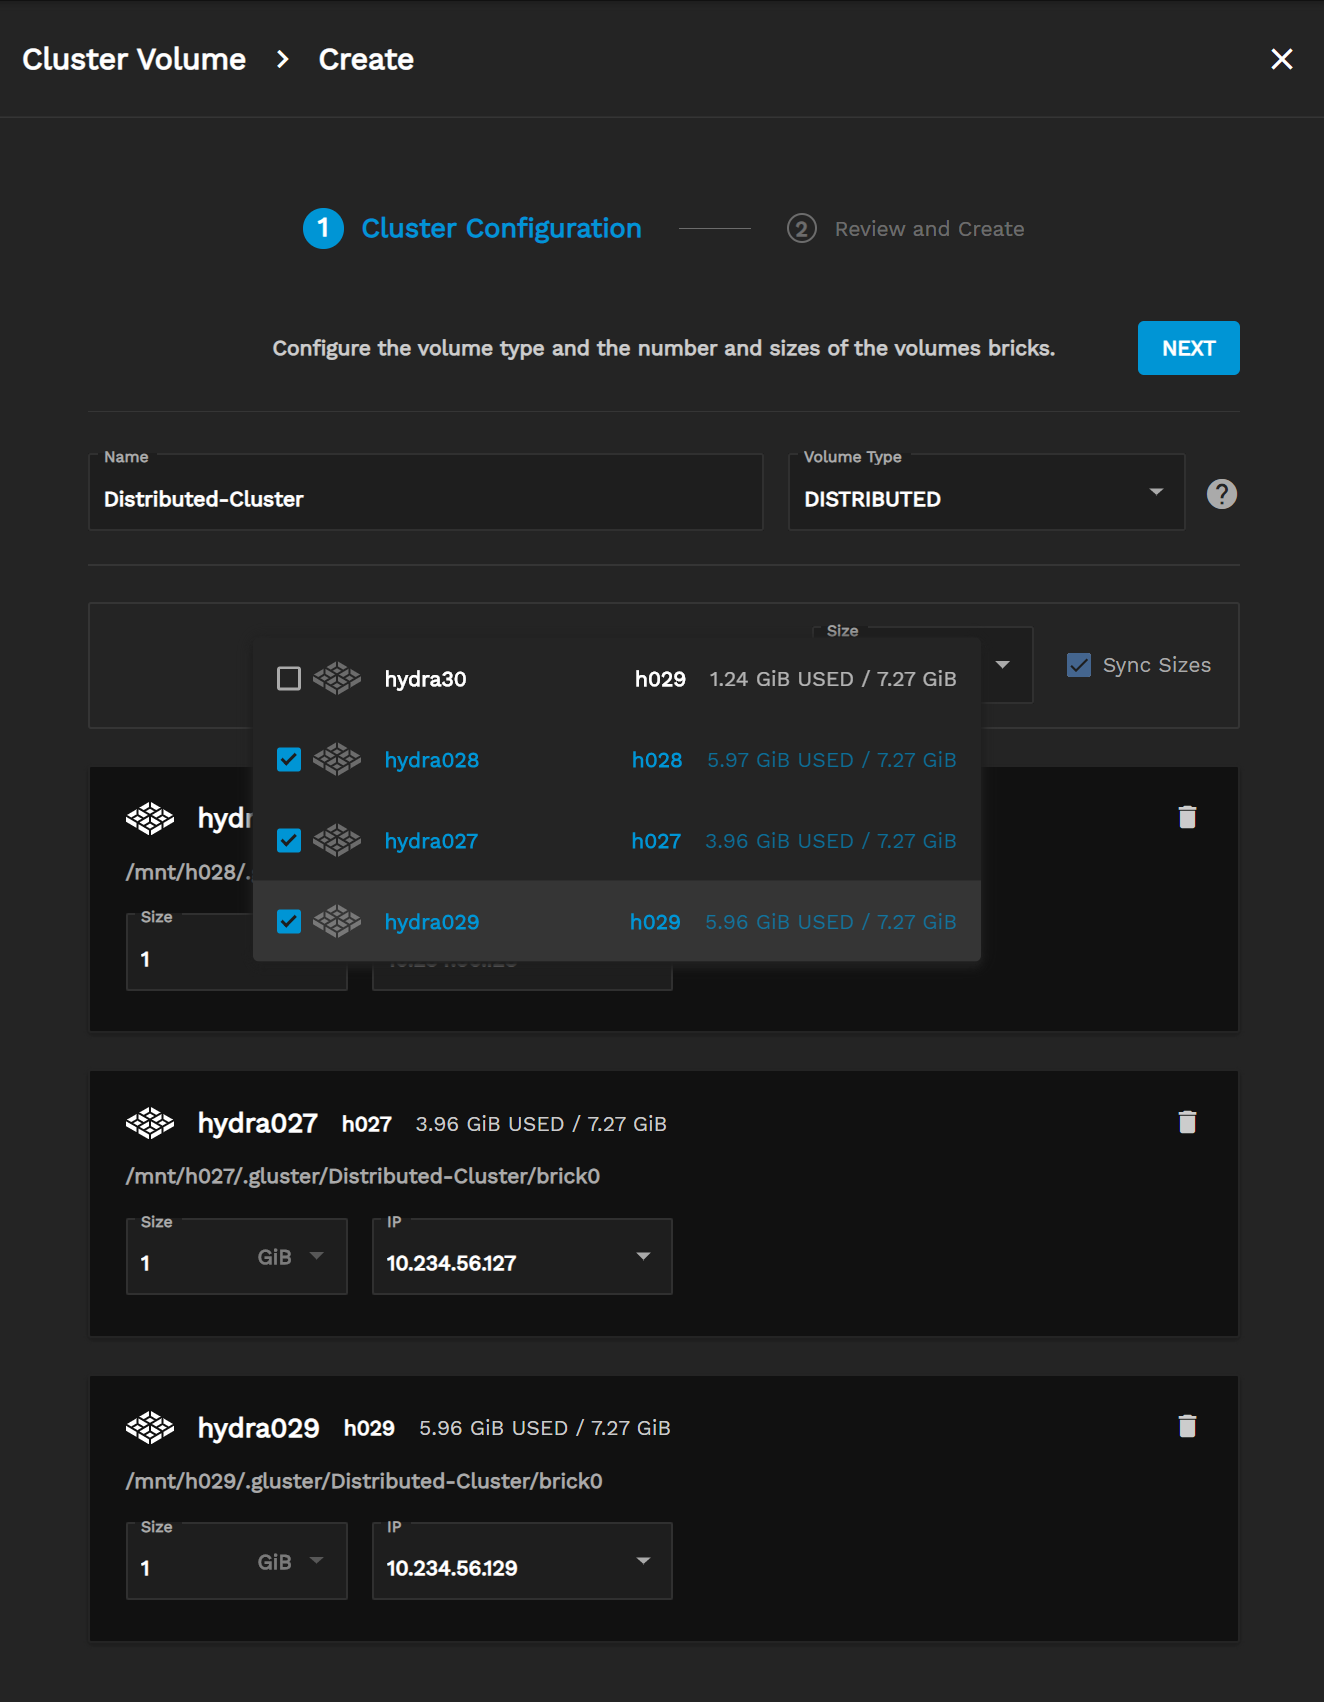 Cluster Volume > Create
1 Cluster Configuration
2 Review and Create
Configure the volume type and the number and sizes of the volumes bricks.
NEXT
Name
Distributed-Cluster
Volume Type
DISTRIBUTED
?
Size
Sync Sizes
hydra30 h029 1.24 GiB USED / 7.27 GiB
hydra028 h028 5.97 GiB USED / 7.27 GiB
hydra027 h027 3.96 GiB USED / 7.27 GiB
hydra029 h029 5.96 GiB USED / 7.27 GiB
/mnt/h028/.
Size
1
hydra027 h027 3.96 GiB USED / 7.27 GiB
/mnt/h027/.gluster/Distributed-Cluster/brick0
Size
1 GiB
IP
10.234.56.127
hydra029 h029 5.96 GiB USED / 7.27 GiB
/mnt/h029/.gluster/Distributed-Cluster/brick0
Size
1 GiB
IP
10.234.56.129